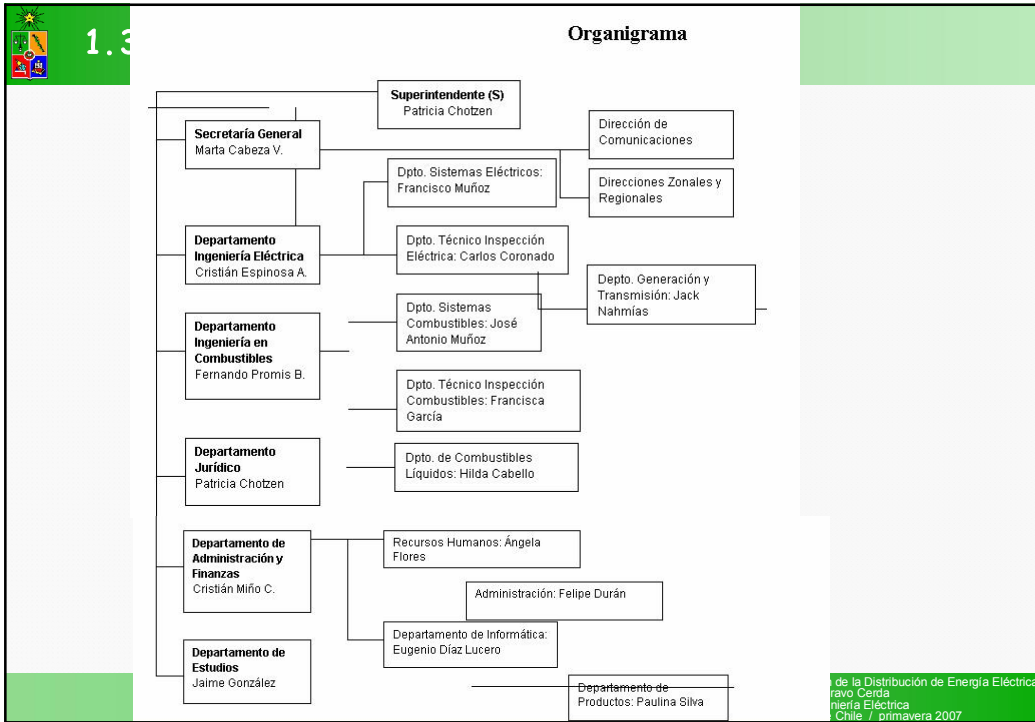 1.3
Organigrama
Superintendente (S)
Patricia Chotzen
Secretaría General
Marta Cabeza V.
Dirección de
Comunicaciones
Dpto. Sistemas Eléctricos:
Francisco Muñoz
Direcciones Zonales y
Regionales
Departamento
Ingeniería Eléctrica
Cristián Espinosa A.
Dpto. Técnico Inspección
Eléctrica: Carlos Coronado
Depto. Generación y
Transmisión: Jack
Nahmías
Departamento
Ingeniería en
Combustibles
Fernando Promis B.
Dpto. Sistemas
Combustibles: José
Antonio Muñoz
Dpto. Técnico Inspección
Combustibles: Francisca
García
Departamento
Jurídico
Patricia Chotzen
Dpto. de Combustibles
Líquidos: Hilda Cabello
Departamento de
Administración y
Finanzas
Cristián Miño C.
Recursos Humanos: Ángela
Flores
Administración: Felipe Durán
Departamento de Informática:
Eugenio Díaz Lucero
Departamento de
Estudios
Jaime González
Departamento de
Productos: Paulina Silva
de la Distribución de Energía Eléctrica
Cerda
Eléctrica
Chile / primavera 2007